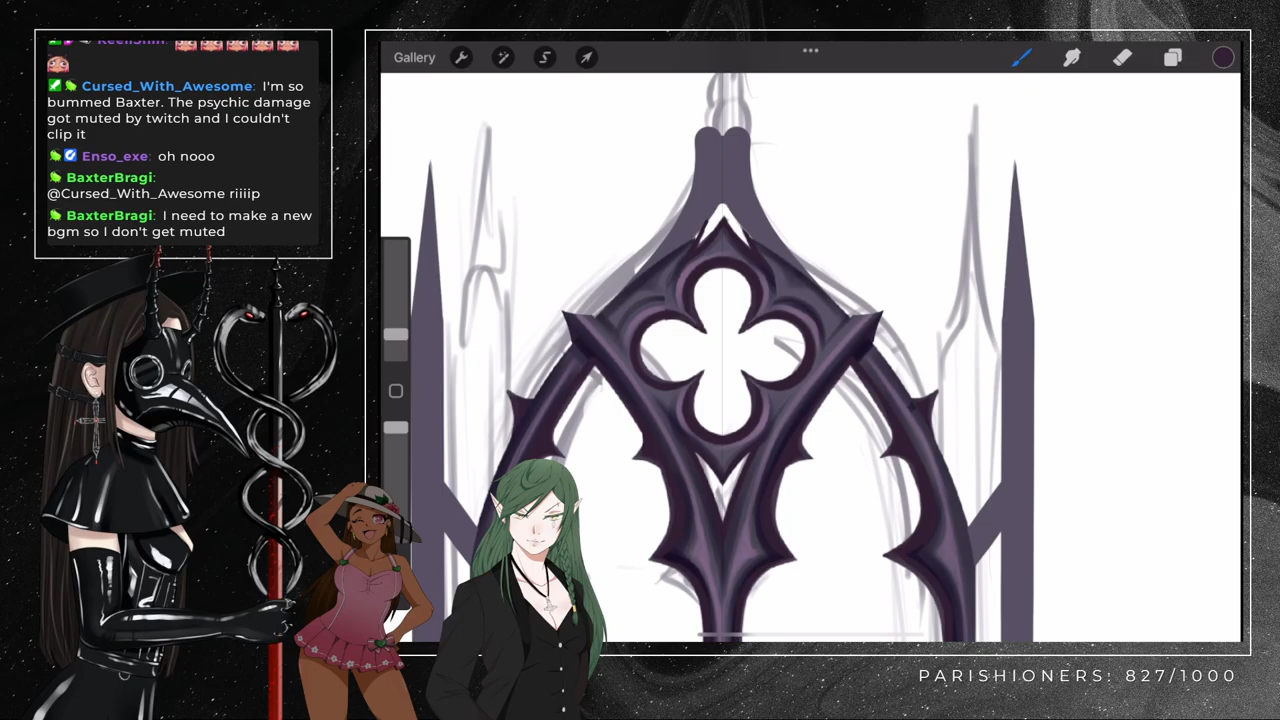 Cursed_With_Awesome: I'm so
bummed Baxter. The psychic damage
got muted by twitch and I couldn't
clip it
Enso_exe: oh nooo
BaxterBragi:
@Cursed_With_Awesome riiiip
BaxterBragi: I need to make a new
bgm so I don't get muted
Gallery
PARISHIONERS: 827/1000